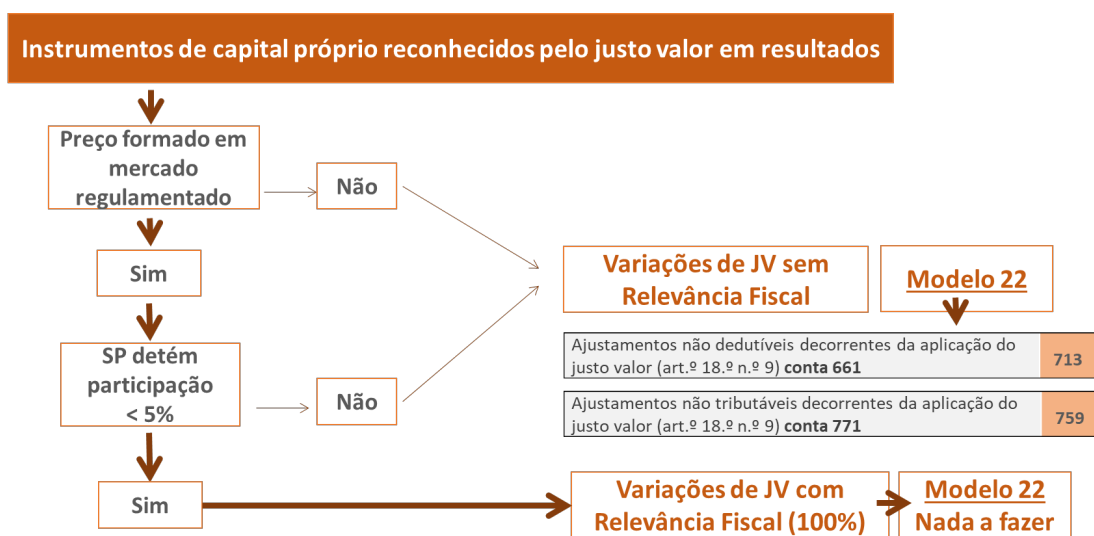 Instrumentos de capital próprio reconhecidos pelo justo valor em resultados
Preço formado em
mercado
regulamentado
Não
Sim
Variações de JV sem
Relevância Fiscal
Modelo 22
Ajustamentos não dedutíveis decorrentes da aplicação do
justo valor (art.º 18.º n.º 9) conta 661
713
SP detém
participação
< 5%
Não
Ajustamentos não tributáveis decorrentes da aplicação do
justo valor (art.º 18.º n.º 9) conta 771
759
Sim
Variações de JV com
Relevância Fiscal (100%)
Modelo 22
Nada a fazer